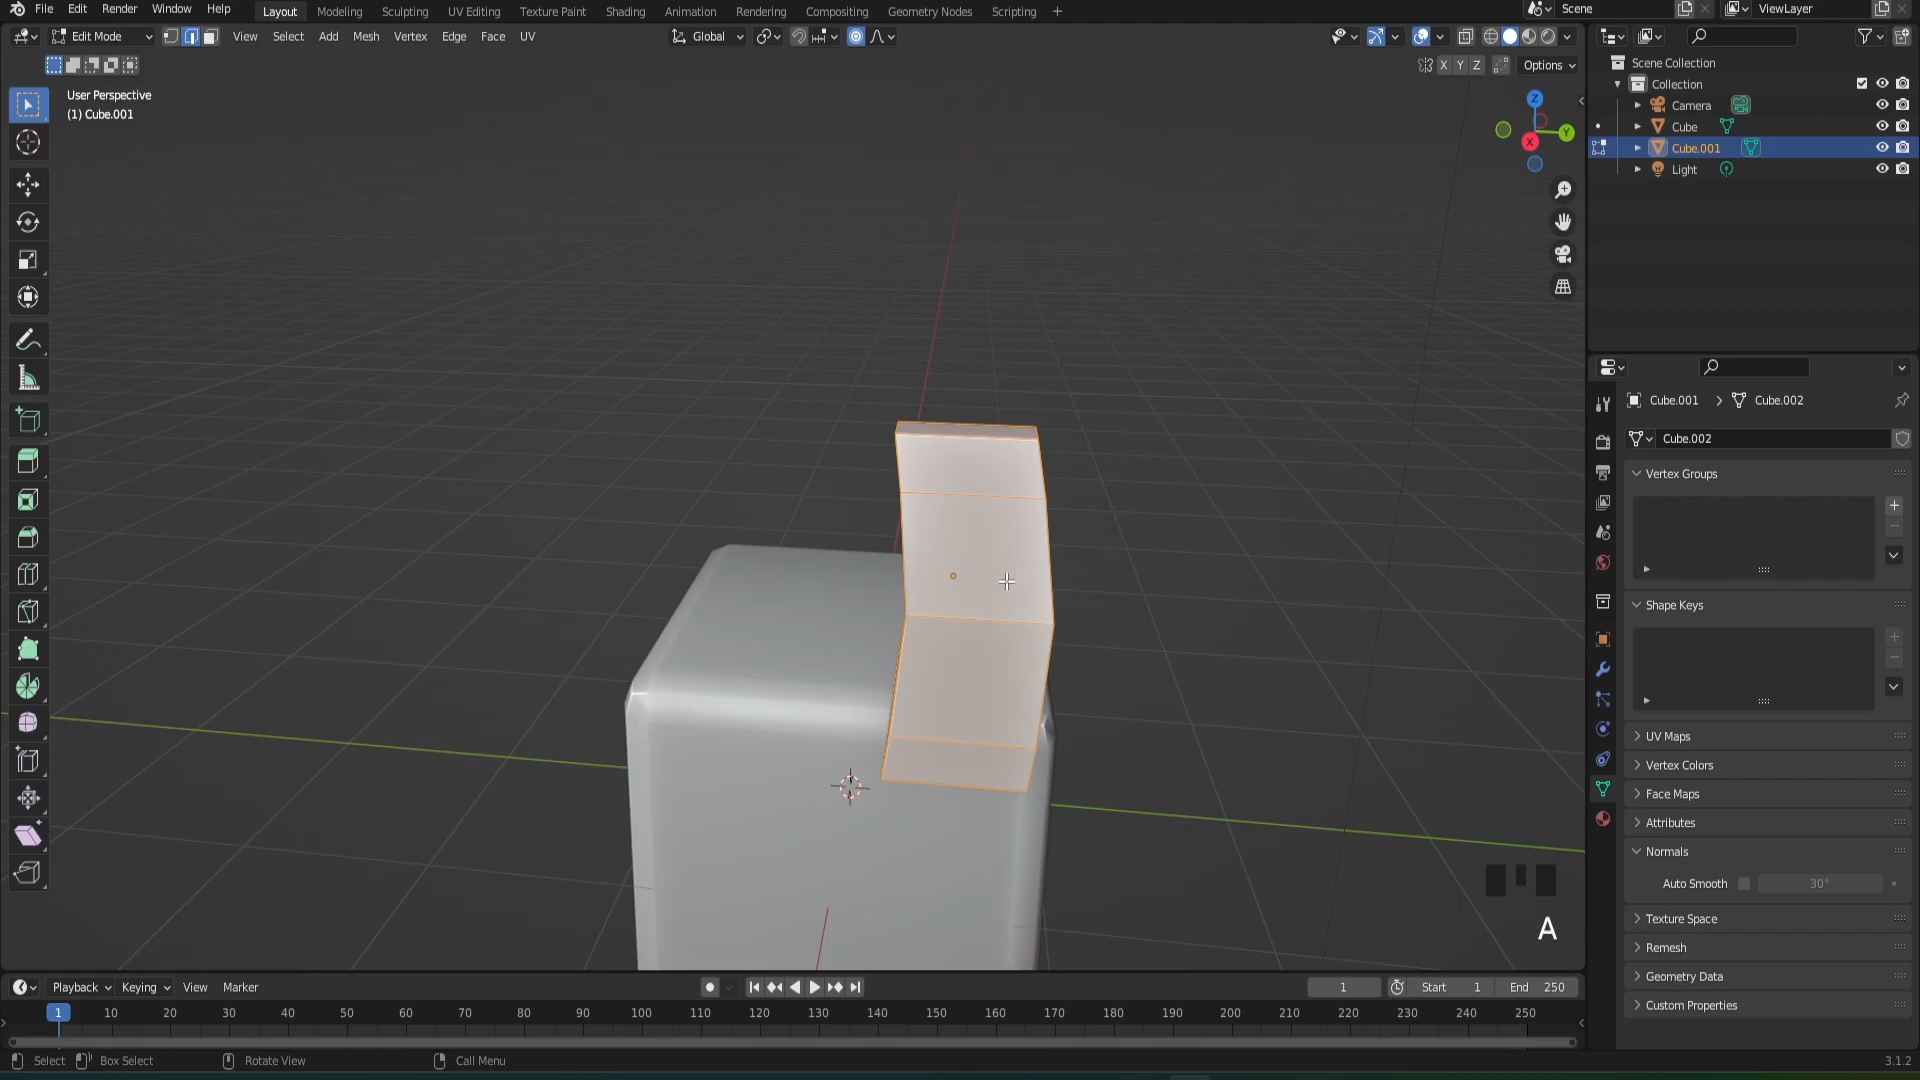 File Edit Render Window Help Layout Modeling Sculpting UV Editing Texture Paint Shading Animation Rendering Compositing Geometry Nodes Scripting + Scene ViewLayer
Edit Mode View Select Add Mesh Vertex Edge Face UV Global
X Y Z Options
User Perspective
(1) Cube.001
Z
Y
X
Scene Collection
Collection
Camera
Cube
Cube.001
Light
Cube.001 > Cube.002
Cube.002
Vertex Groups
Shape Keys
UV Maps
Vertex Colors
Face Maps
Attributes
Normals
Auto Smooth 30°
Texture Space
Remesh
Geometry Data
Custom Properties
A
Playback Keying View Marker 1 Start 1 End 250
1 10 20 30 40 50 60 70 80 90 100 110 120 130 140 150 160 170 180 190 200 210 220 230 240 250
Select Box Select Rotate View Call Menu 3.1.2